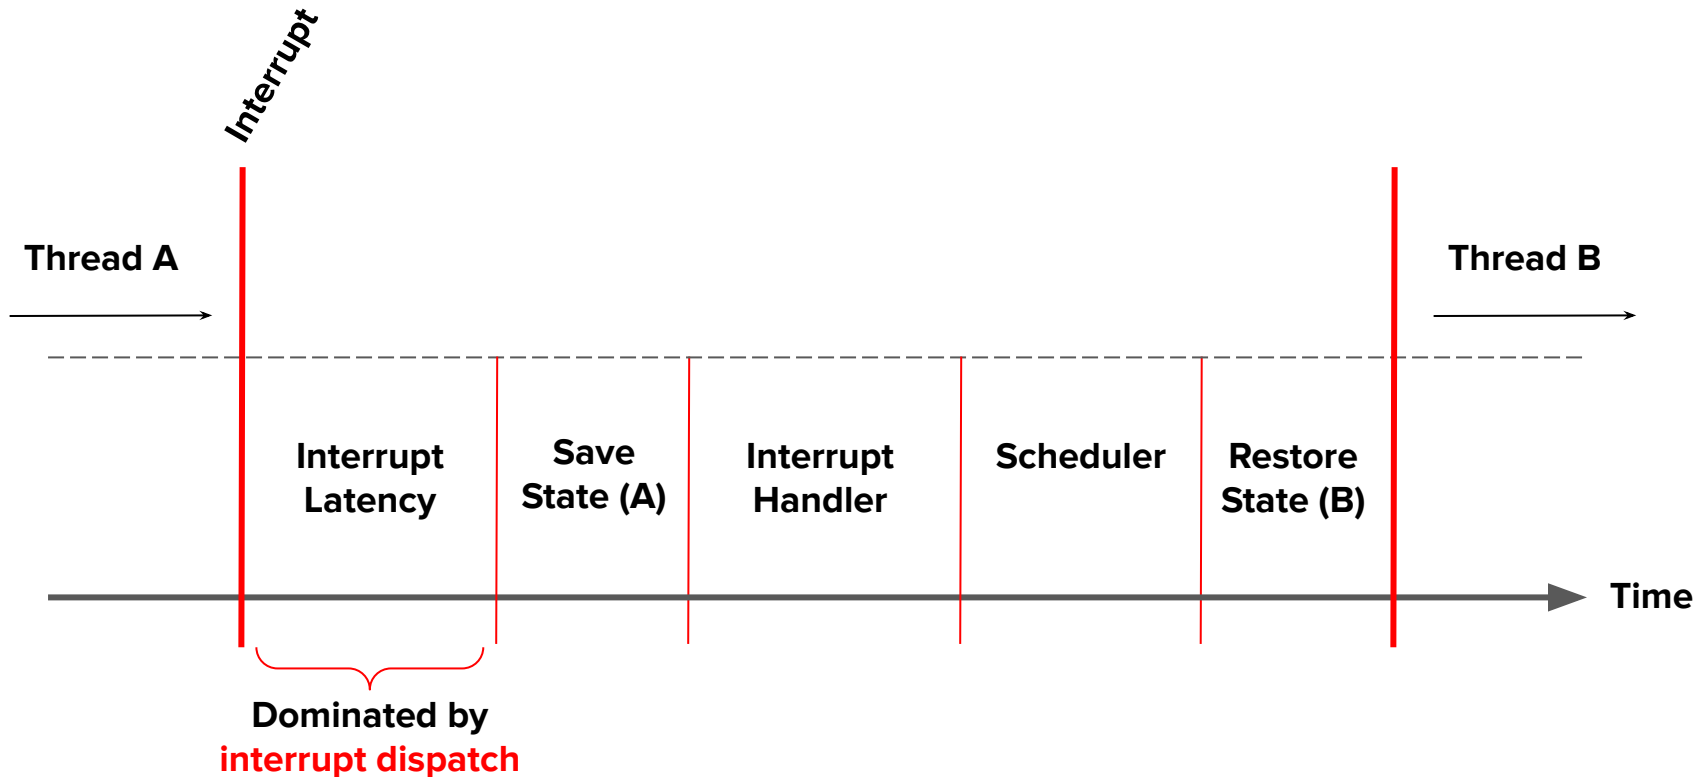 Interrupt
Thread A
Thread B
Interrupt
Latency
Save
State (A)
Interrupt
Handler
Scheduler
Restore
State (B)
Time
Dominated by
interrupt dispatch